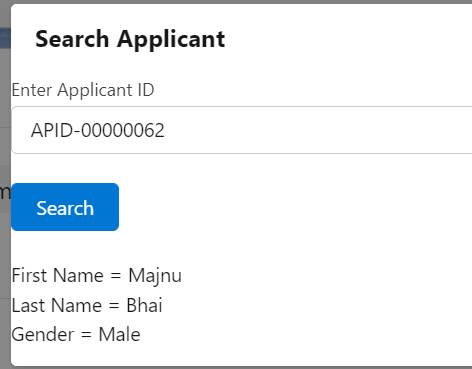 Search Applicant
Enter Applicant ID
APID-00000062
Search
First Name = Majnu
Last Name = Bhai
Gender = Male